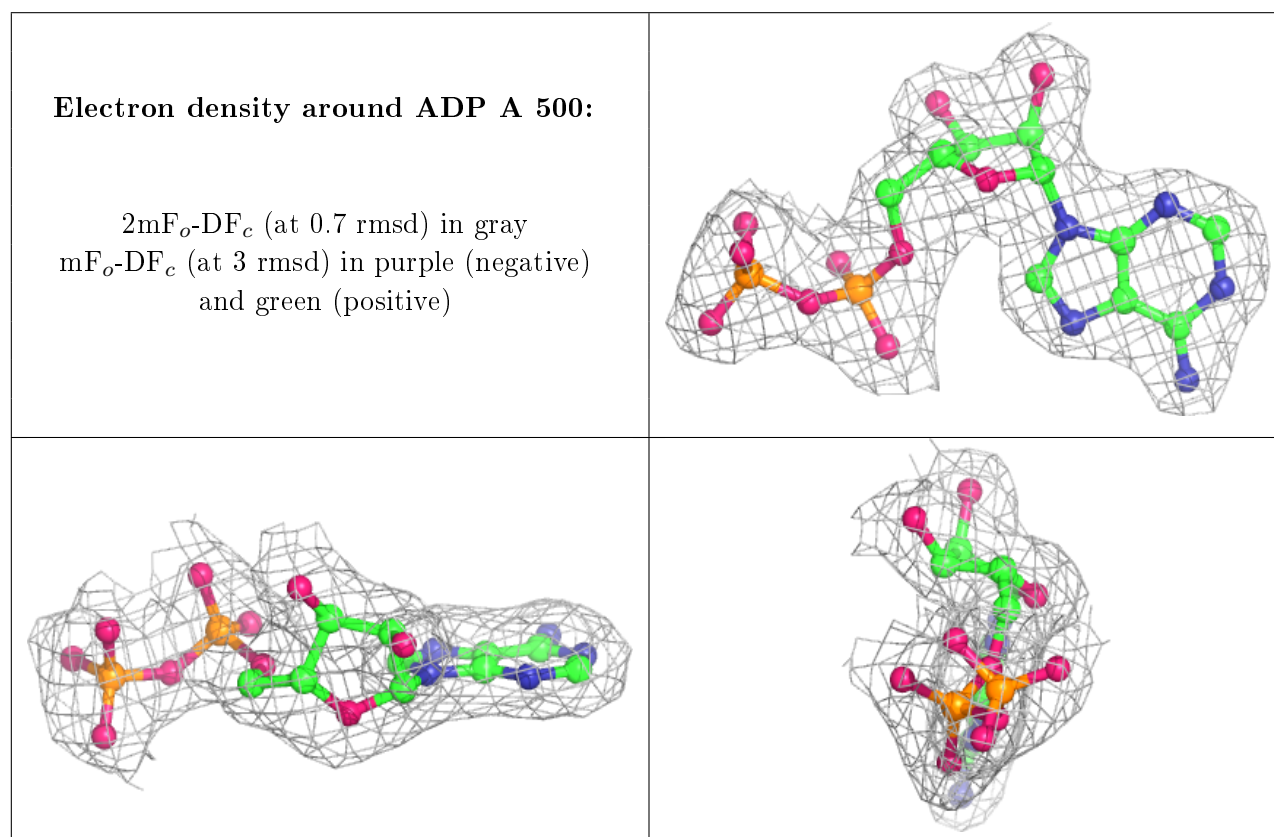 Electron density around ADP A 500:
2mFₒ-DF𝒸 (at 0.7 rmsd) in gray
mFₒ-DF𝒸 (at 3 rmsd) in purple (negative)
and green (positive)